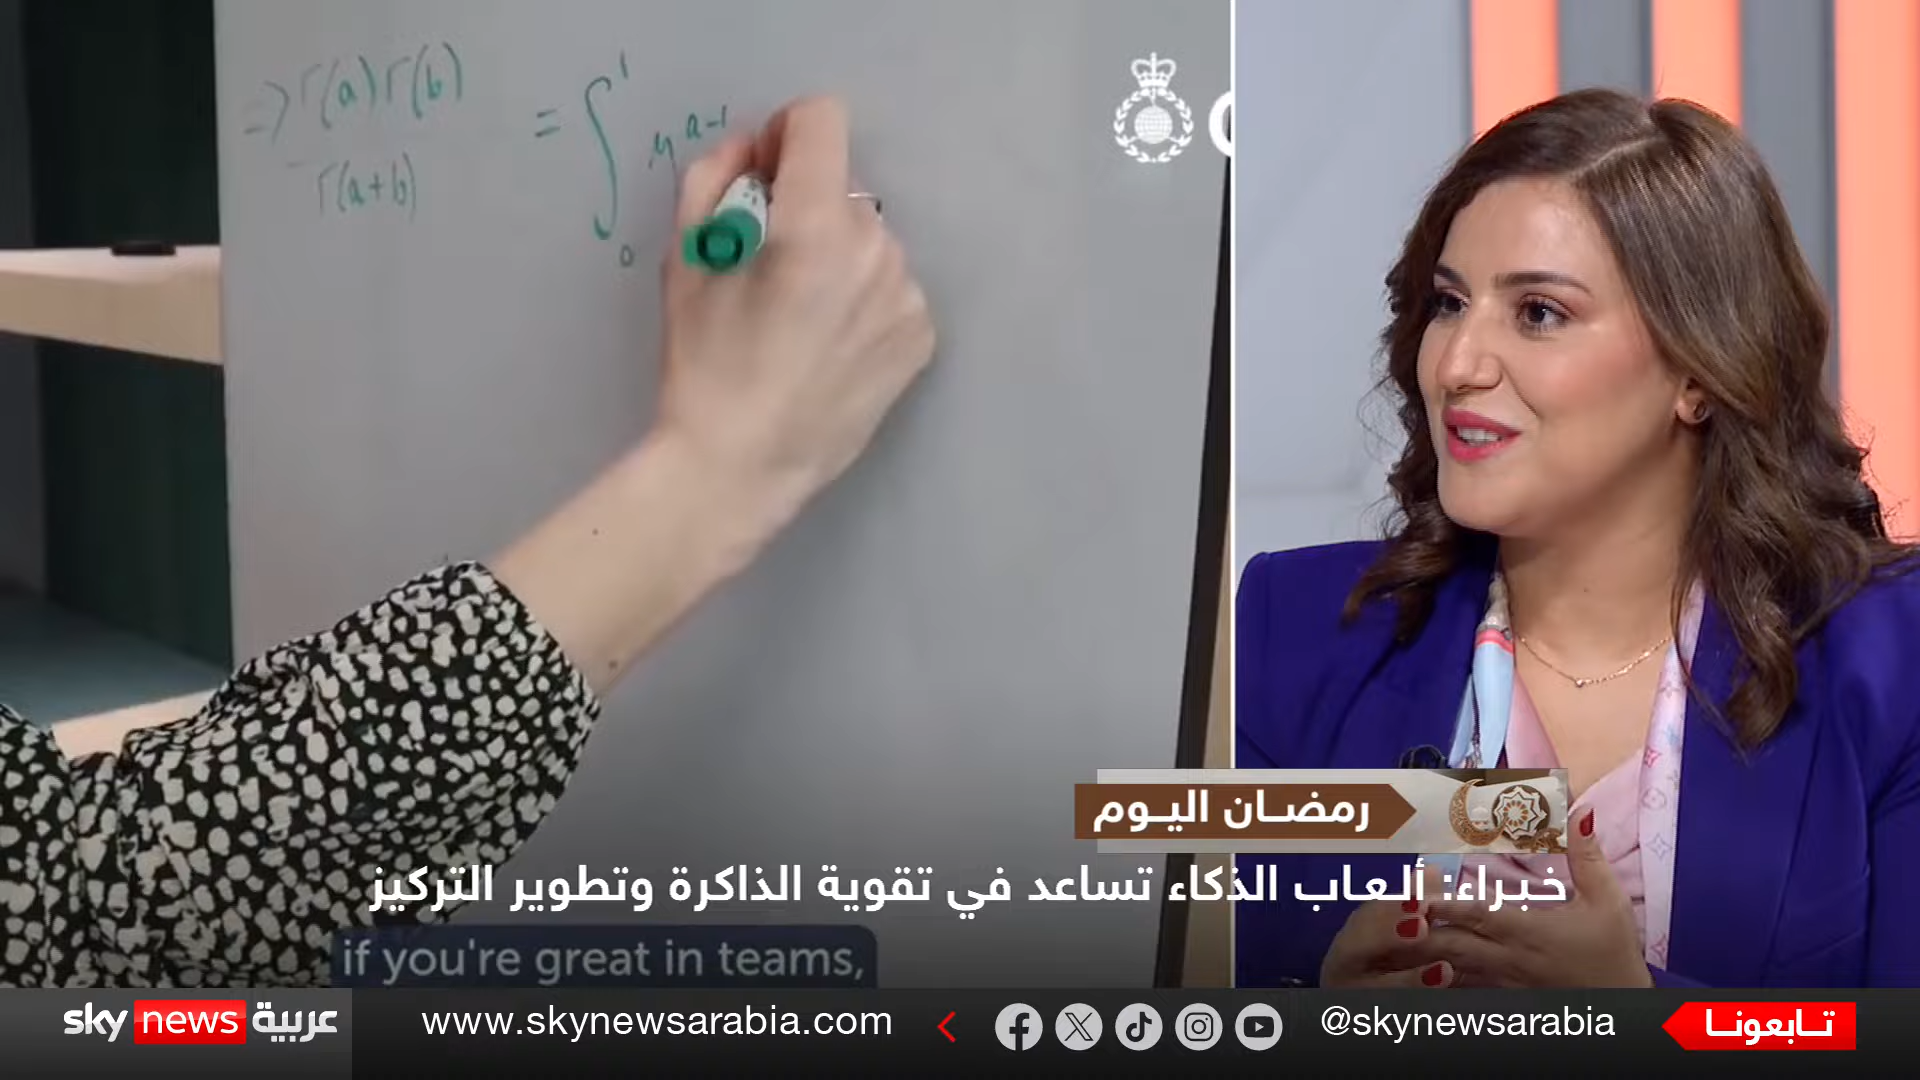 => Γ(a)Γ(b)
Γ(a+b)
= ∫
1
0
y a-1
رمضان اليوم
خبراء: ألعاب الذكاء تساعد في تقوية الذاكرة وتطوير التركيز
if you're great in teams,
sky news عربية
www.skynewsarabia.com
@skynewsarabia
تابعونا